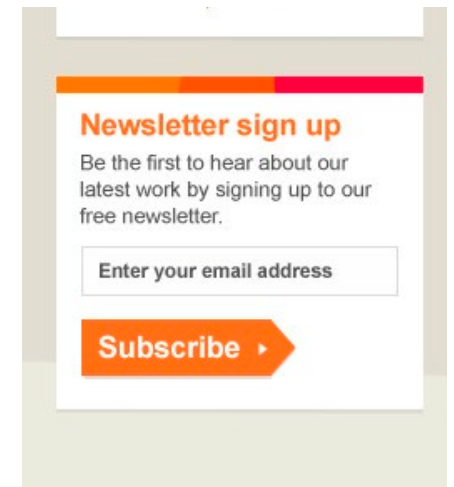 Newsletter sign up
Be the first to hear about our
latest work by signing up to our
free newsletter.
Enter your email address
Subscribe